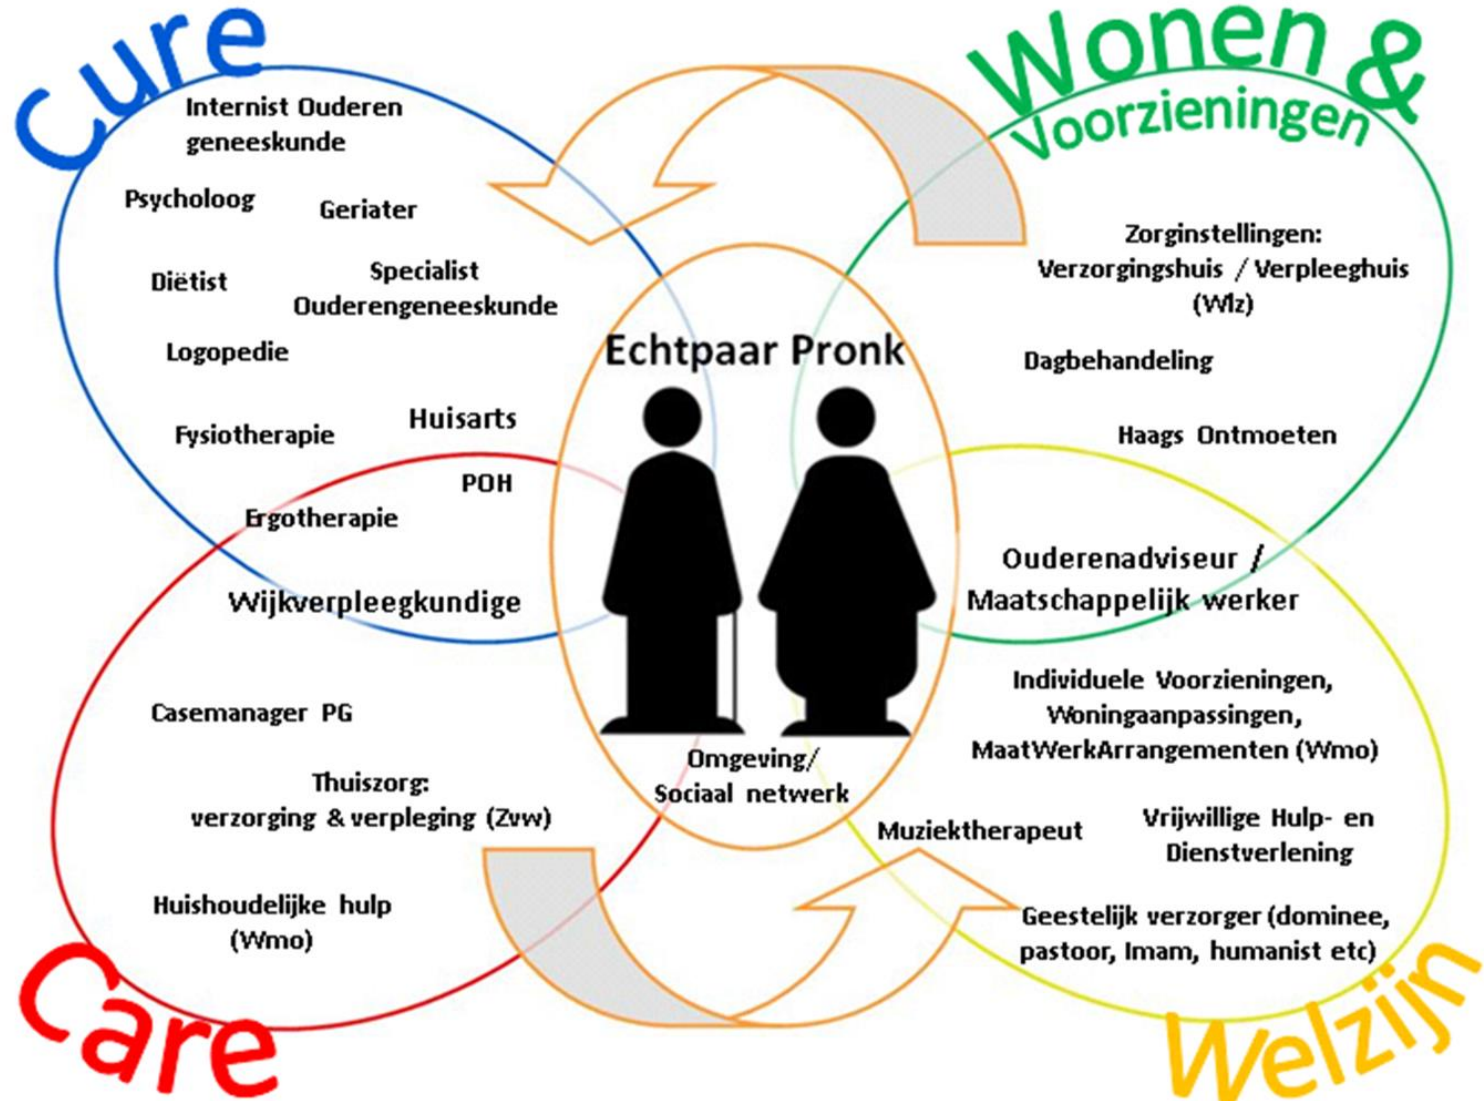 Cure
Internist Ouderen
geneeskunde
Psycholoog
Geriater
Diëtist
Specialist
Ouderengeneeskunde
Logopedie
Huisarts
Fysiotherapie
POH
Ergotherapie
Wijkverpleegkundige
Wonen &
Voorzieningen
Zorginstellingen:
Verzorgingshuis / Verpleeghuis
(Wlz)
Dagbehandeling
Haags Ontmoeten
Echtpaar Pronk
Omgeving/
Sociaal netwerk
Ouderenadviseur /
Maatschappelijk werker
Casemanager PG
Thuiszorg:
verzorging & verpleging (Zvw)
Huishoudelijke hulp
(Wmo)
Care
Individuele Voorzieningen,
Woningaanpassingen,
MaatWerkArrangementen (Wmo)
Muziektherapeut
Vrijwillige Hulp- en
Dienstverlening
Geestelijk verzorger (dominee,
pastoor, Imam, humanist etc)
Welzijn